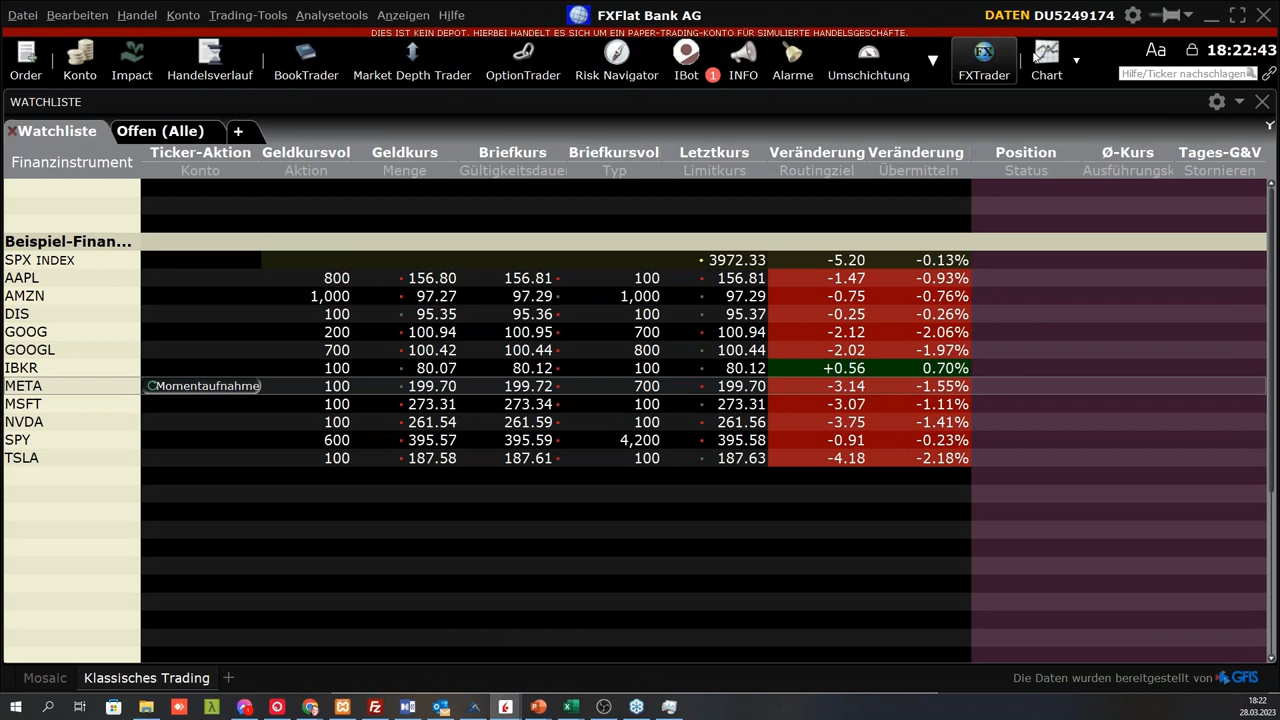 Datei Bearbeiten Handel Konto Trading-Tools Analysetools Anzeigen Hilfe FXFlat Bank AG DATEN DU5249174
DIES IST KEIN DEPOT. HIERBEI HANDELT ES SICH UM EIN PAPER-TRADING-KONTO FÜR SIMULIERTE HANDELSGESCHÄFTE.
FX Aa 18:22:43
Order Konto Impact Handelsverlauf BookTrader Market Depth Trader OptionTrader Risk Navigator IBot 1 INFO Alarme Umschichtung FXTrader Chart Hilfe/Ticker nachschlagen
WATCHLISTE
Watchliste Offen (Alle) +
Finanzinstrument Ticker-Aktion Geldkursvol Geldkurs Briefkurs Briefkursvol Letztkurs Veränderung Veränderung Position Ø-Kurs Tages-G&V
Konto Aktion Menge Gültigkeitsdauer Typ Limitkurs Routingziel Übermitteln Status Ausführungsk Stornieren
Beispiel-Finan...
SPX INDEX 3972.33 -5.20 -0.13%
AAPL 800 156.80 156.81 100 156.81 -1.47 -0.93%
AMZN 1,000 97.27 97.29 1,000 97.29 -0.75 -0.76%
DIS 100 95.35 95.36 100 95.37 -0.25 -0.26%
GOOG 200 100.94 100.95 700 100.94 -2.12 -2.06%
GOOGL 700 100.42 100.44 800 100.44 -2.02 -1.97%
IBKR 100 80.07 80.12 100 80.12 +0.56 0.70%
META Momentaufnahme 100 199.70 199.72 700 199.70 -3.14 -1.55%
MSFT 100 273.31 273.34 100 273.31 -3.07 -1.11%
NVDA 100 261.54 261.59 100 261.56 -3.75 -1.41%
SPY 600 395.57 395.59 4,200 395.58 -0.91 -0.23%
TSLA 100 187.58 187.61 100 187.63 -4.18 -2.18%
Mosaic Klassisches Trading + Die Daten wurden bereitgestellt von GFIS
18:22
28.03.2023